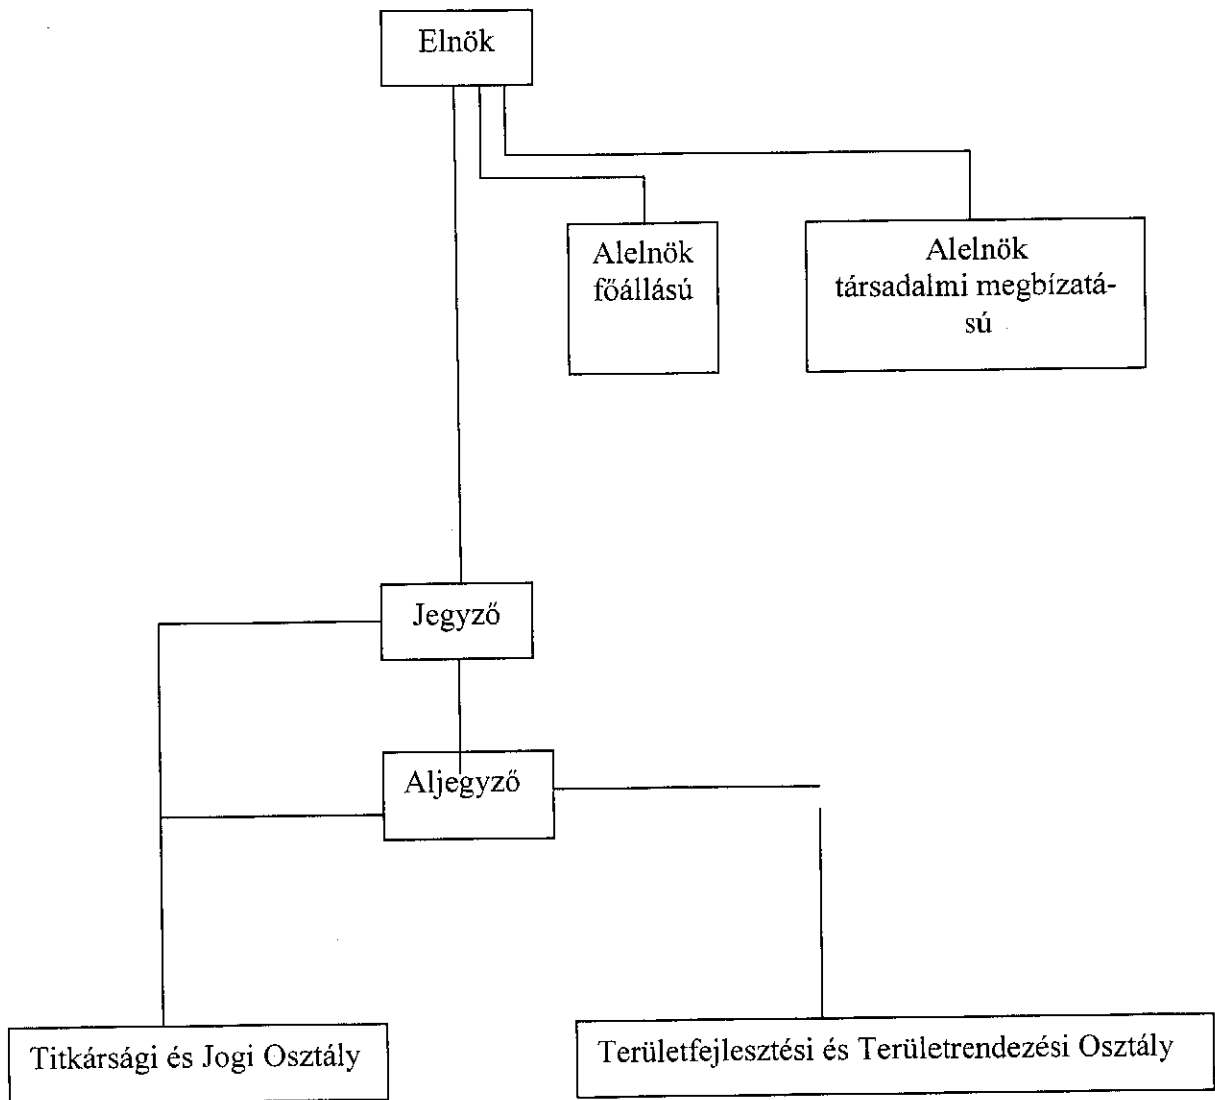 Elnök
Alelnök
főállású
Alelnök
társadalmi megbízatá-
sú
Jegyző
Aljegyző
Titkársági és Jogi Osztály
Területfejlesztési és Területrendezési Osztály